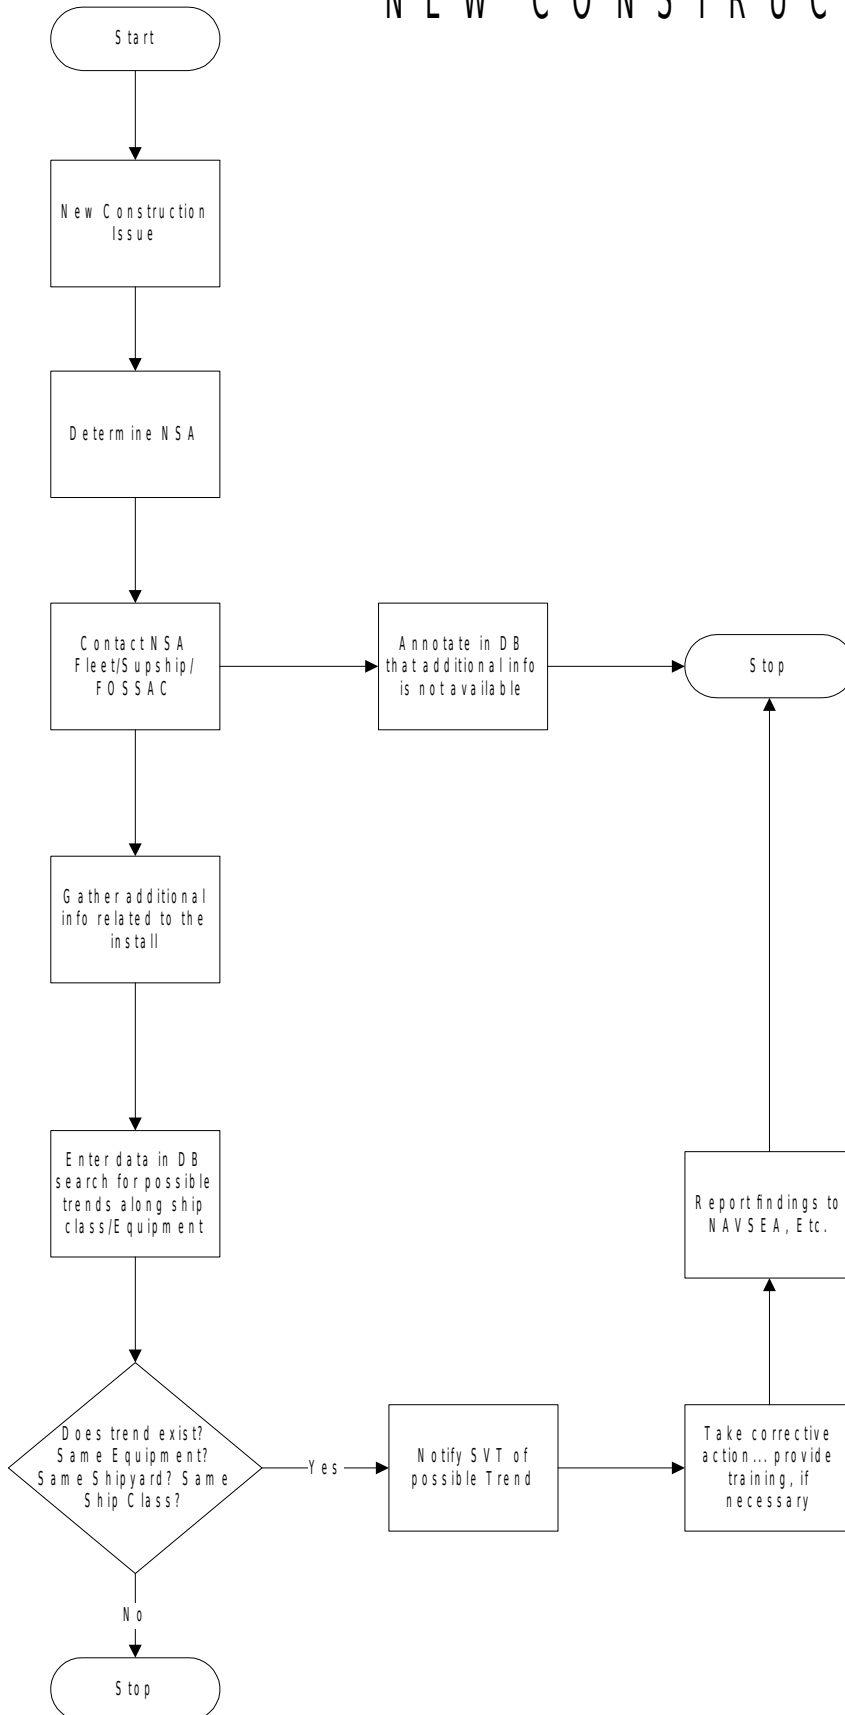 NEW CONSTRUC
Start
New Construction
Issue
Determine NSA
Contact NSA
Fleet/Supship/
FOSSAC
Annotate in DB
that additional info
is not available
Stop
Gather additional
info related to the
install
Enter data in DB
search for possible
trends along ship
class/Equipment
Report findings to
NAVSEA, Etc.
Does trend exist?
Same Equipment?
Same Shipyard? Same
Ship Class?
Yes
Notify SVT of
possible Trend
Take corrective
action... provide
training, if
necessary
No
Stop